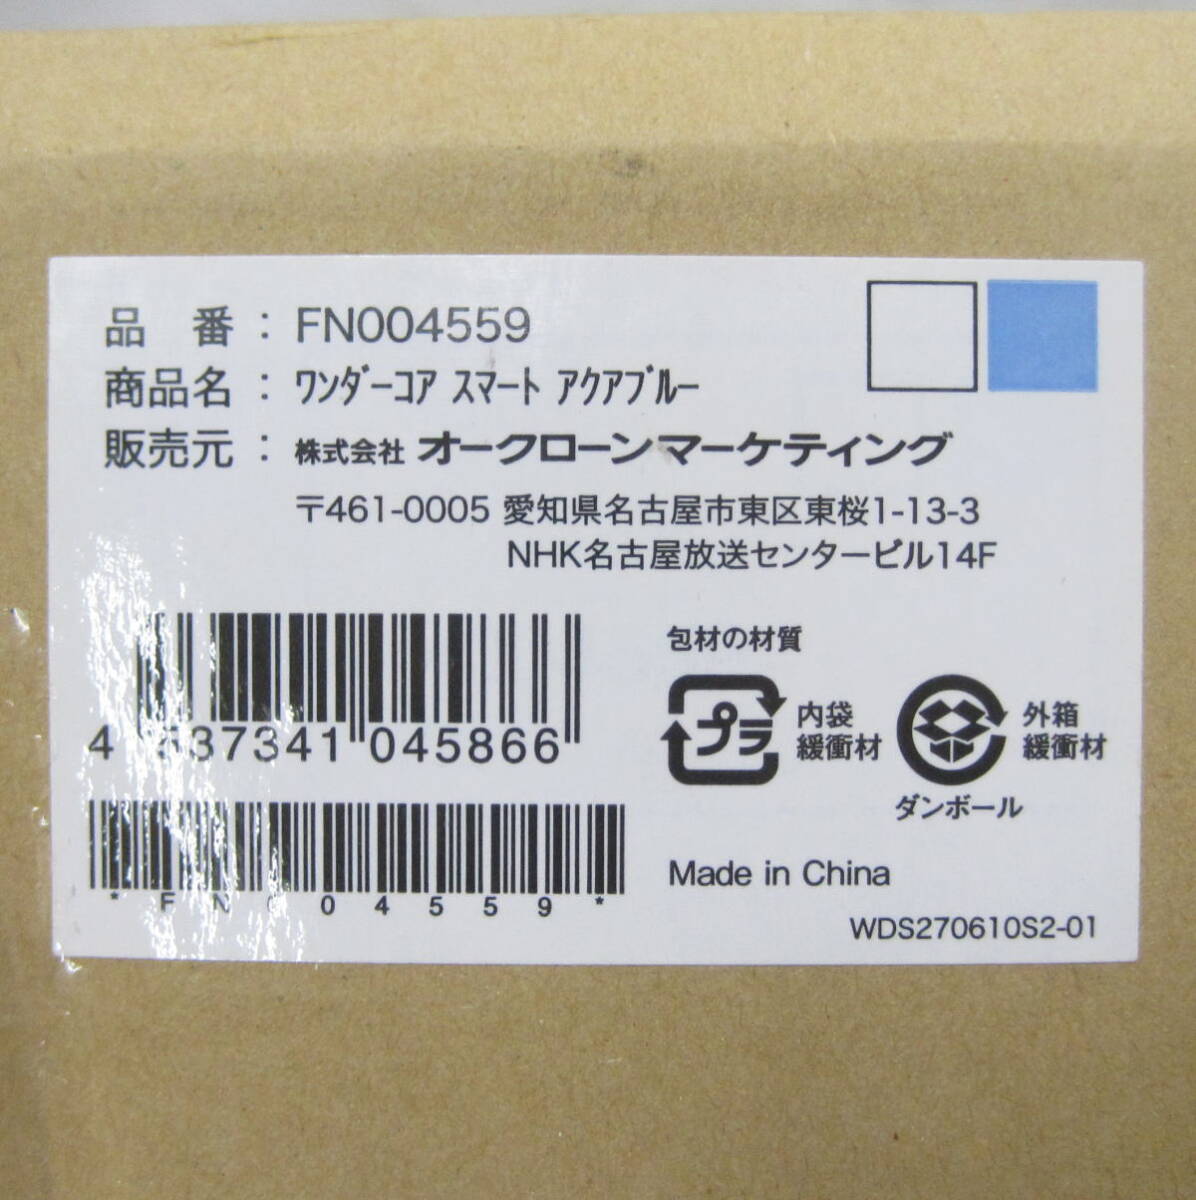 品 番 : FN004559
商品名 : ﾜﾝﾀﾞｰｺｱ ｽﾏｰﾄ ｱｸｱﾌﾞﾙｰ
販売元 : 株式会社 オークローンマーケティング
〒461-0005 愛知県名古屋市東区東桜1-13-3
NHK名古屋放送センタービル14F
4 537341 045866
*FN004559*
包材の材質
プラ
内袋
緩衝材
外箱
緩衝材
ダンボール
Made in China
WDS270610S2-01